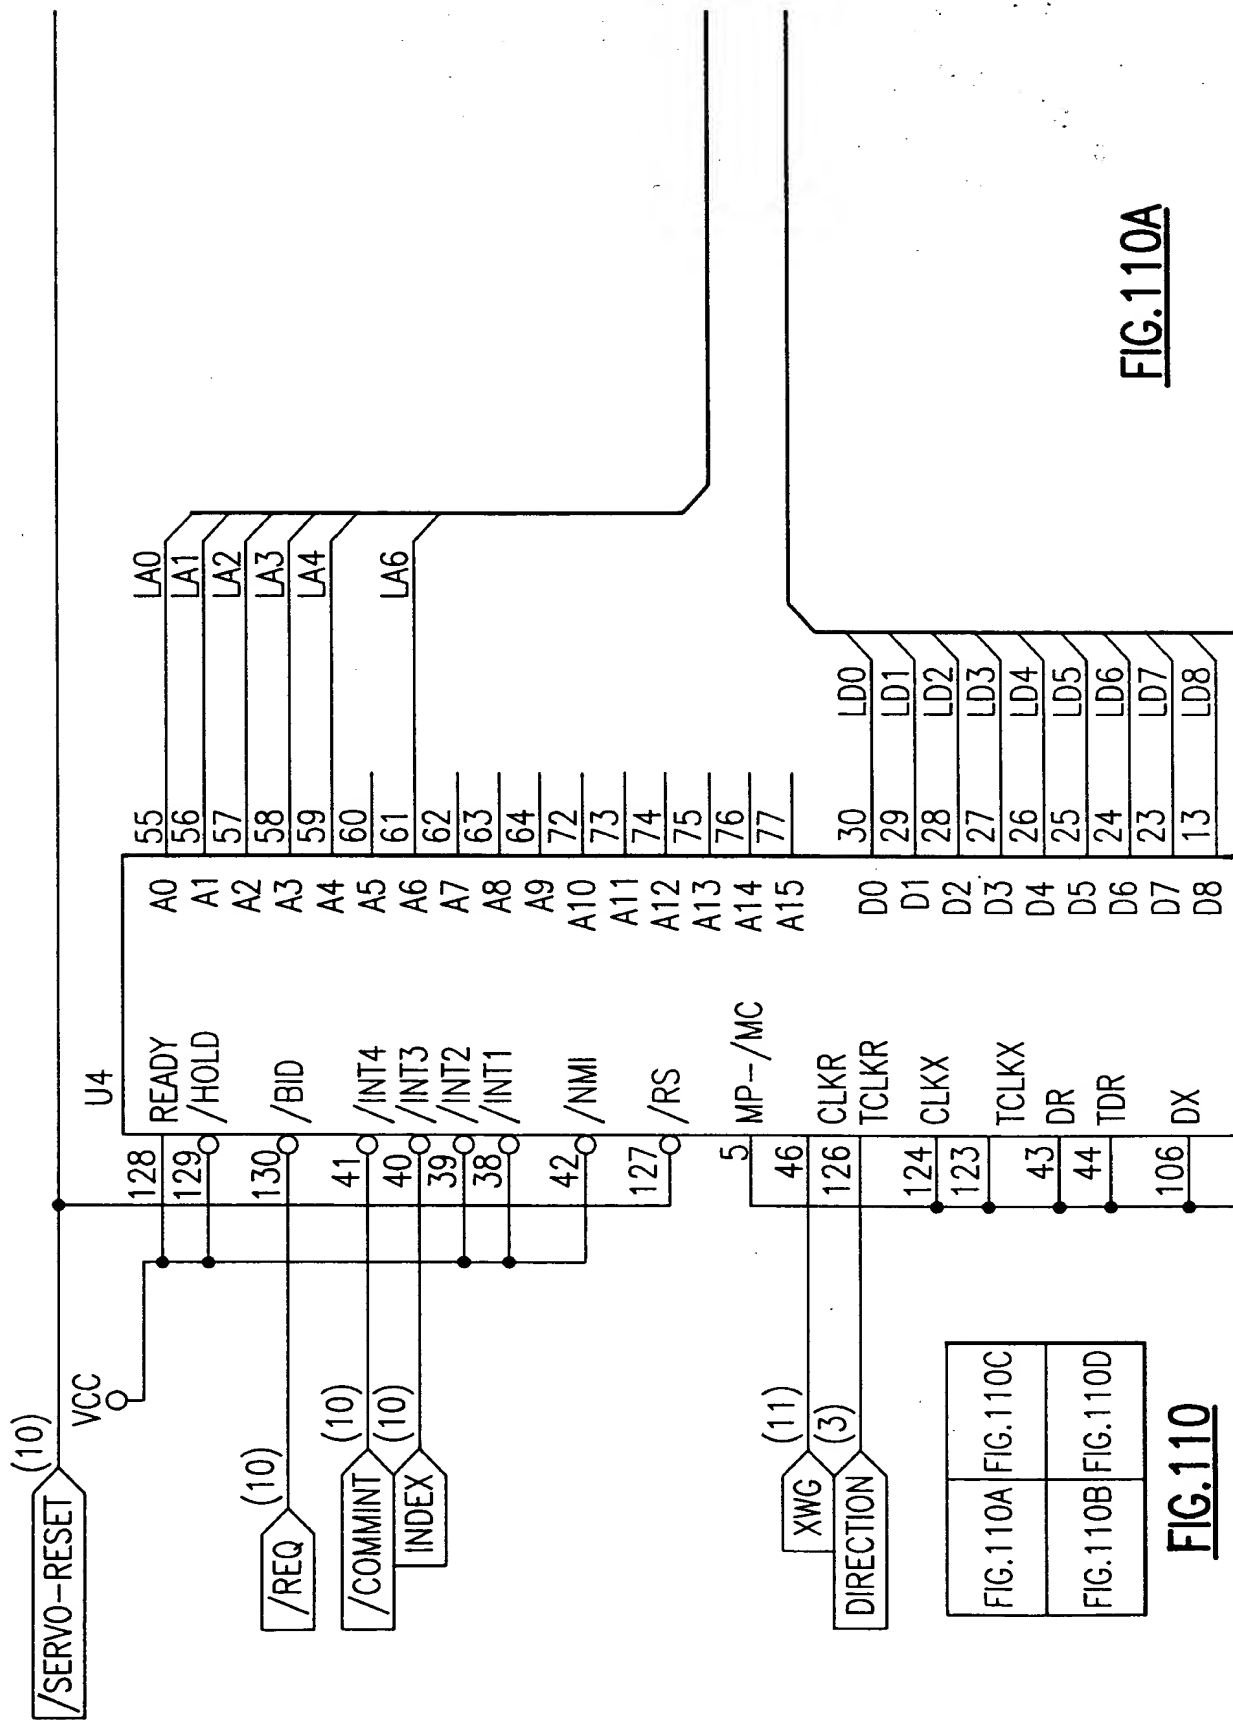 /SERVO-RESET (10)
VCC
/REQ (10)
/COMMINT (10)
INDEX (10)
XWG (11)
DIRECTION (3)
U4
128 READY
129 /HOLD
130 /BID
41 /INT4
40 /INT3
39 /INT2
38 /INT1
42 /NMI
127 /RS
5 MP-/MC
46 CLKR
126 TCLKR
124 CLKX
123 TCLKX
43 DR
44 TDR
106 DX
A0 55 LA0
A1 56 LA1
A2 57 LA2
A3 58 LA3
A4 59 LA4
A5 60
A6 61 LA6
A7 62
A8 63
A9 64
A10 72
A11 73
A12 74
A13 75
A14 76
A15 77
D0 30 LD0
D1 29 LD1
D2 28 LD2
D3 27 LD3
D4 26 LD4
D5 25 LD5
D6 24 LD6
D7 23 LD7
D8 13 LD8
FIG.110A FIG.110C
FIG.110B FIG.110D
FIG.110
FIG.110A